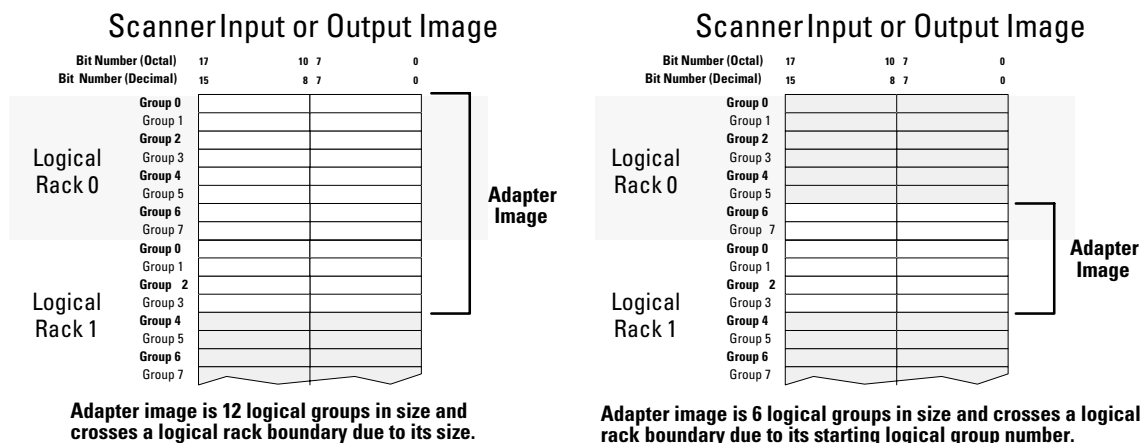 Scanner Input or Output Image
Bit Number (Octal) 17 10 7 0
Bit Number (Decimal) 15 8 7 0
Logical Rack 0
Group 0
Group 1
Group 2
Group 3
Group 4
Group 5
Group 6
Group 7
Logical Rack 1
Group 0
Group 1
Group 2
Group 3
Group 4
Group 5
Group 6
Group 7
Adapter
Image
Adapter image is 12 logical groups in size and
crosses a logical rack boundary due to its size.
Scanner Input or Output Image
Bit Number (Octal) 17 10 7 0
Bit Number (Decimal) 15 8 7 0
Logical Rack 0
Group 0
Group 1
Group 2
Group 3
Group 4
Group 5
Group 6
Group 7
Logical Rack 1
Group 0
Group 1
Group 2
Group 3
Group 4
Group 5
Group 6
Group 7
Adapter
Image
Adapter image is 6 logical groups in size and crosses a logical
rack boundary due to its starting logical group number.